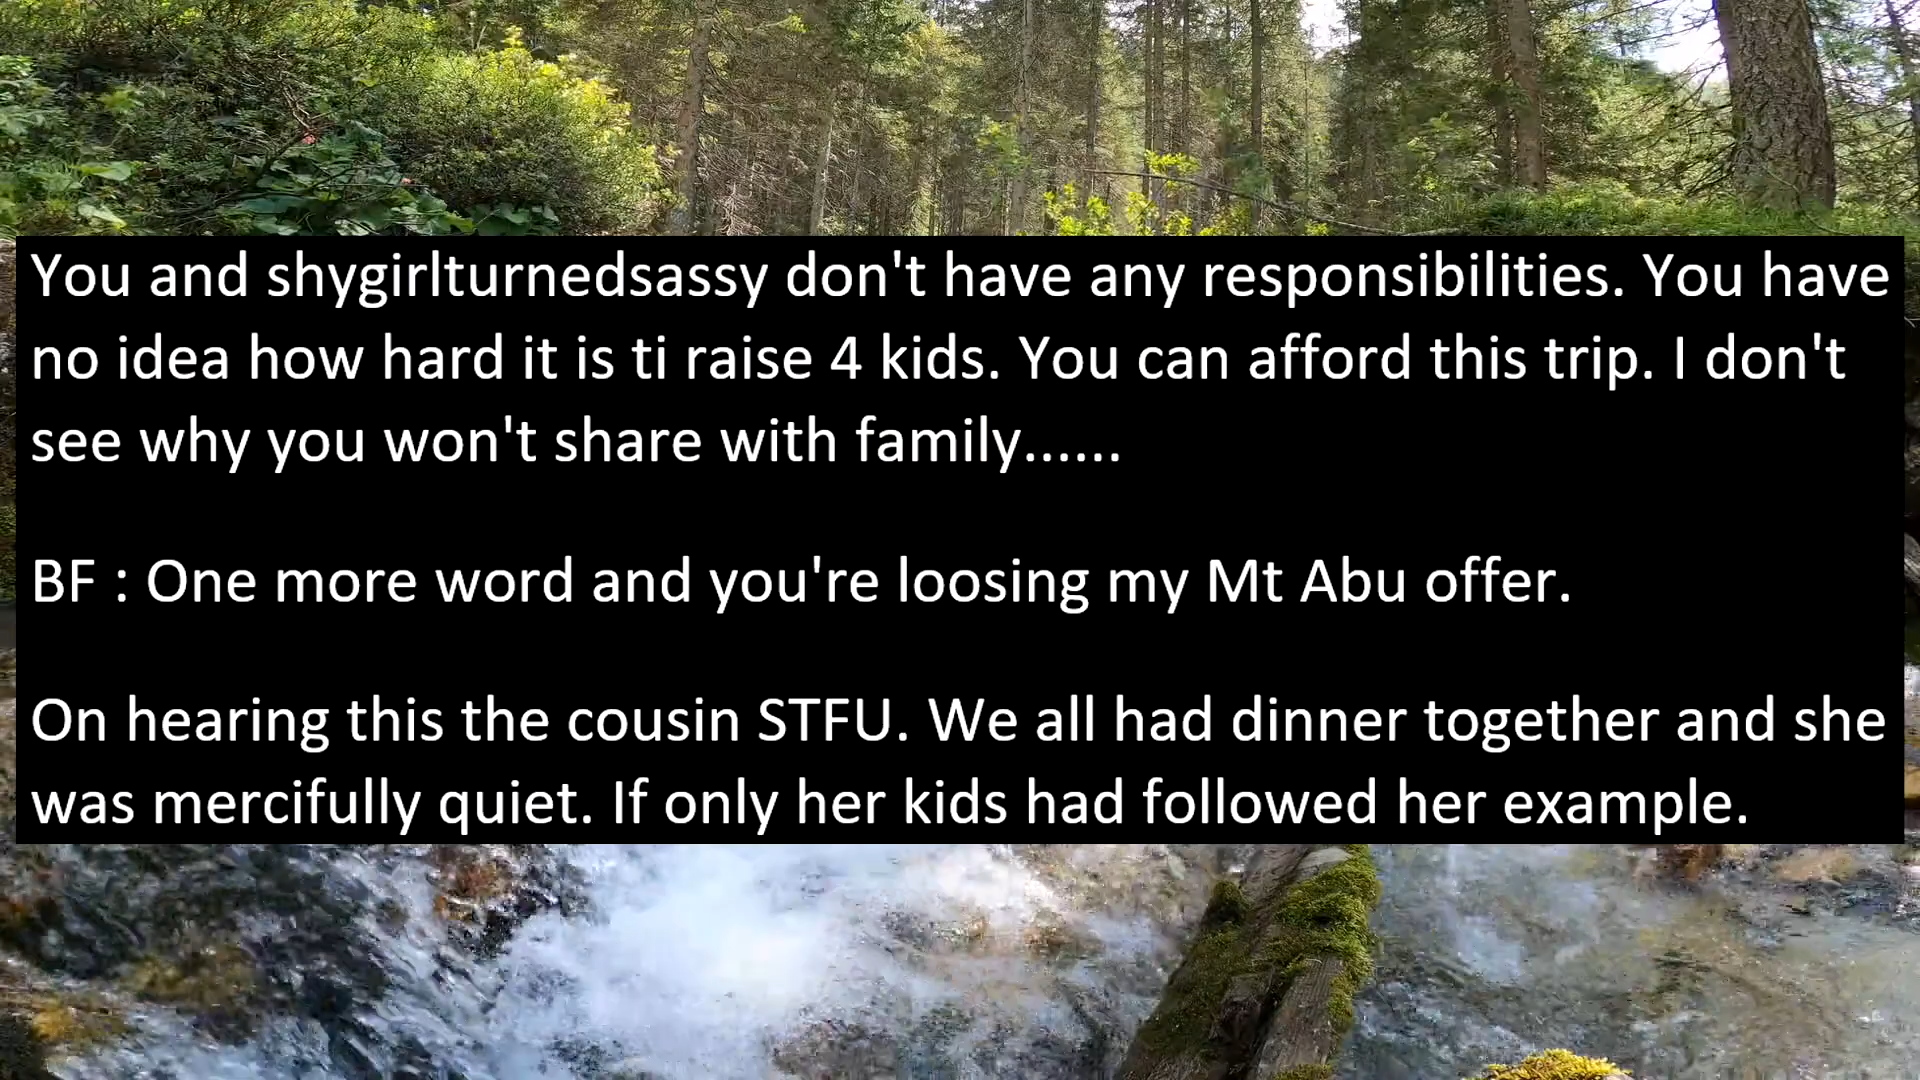 You and shygirlturnedsassy don't have any responsibilities. You have
no idea how hard it is ti raise 4 kids. You can afford this trip. I don't
see why you won't share with family......
BF : One more word and you're loosing my Mt Abu offer.
On hearing this the cousin STFU. We all had dinner together and she
was mercifully quiet. If only her kids had followed her example.